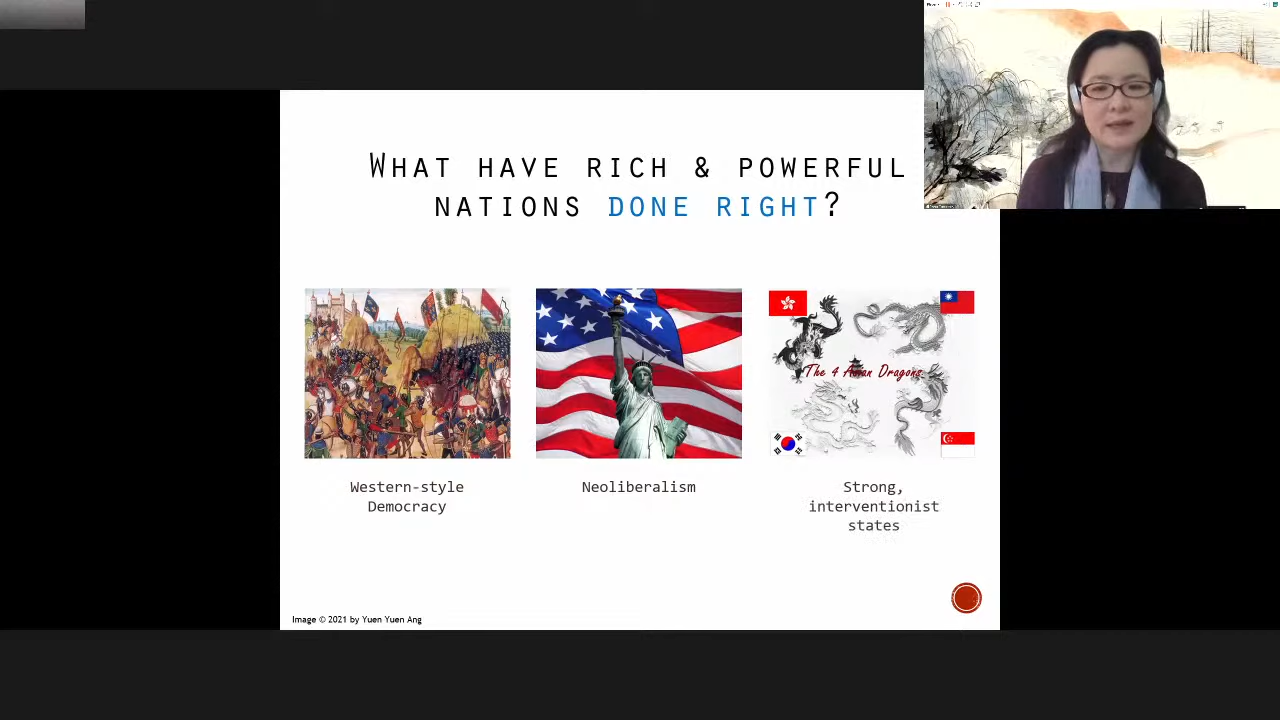 WHAT HAVE RICH & POWERFUL
NATIONS DONE RIGHT?
The 4 Asian Dragons
Western-style
Democracy
Neoliberalism
Strong,
interventionist
states
Image © 2021 by Yuen Yuen Ang